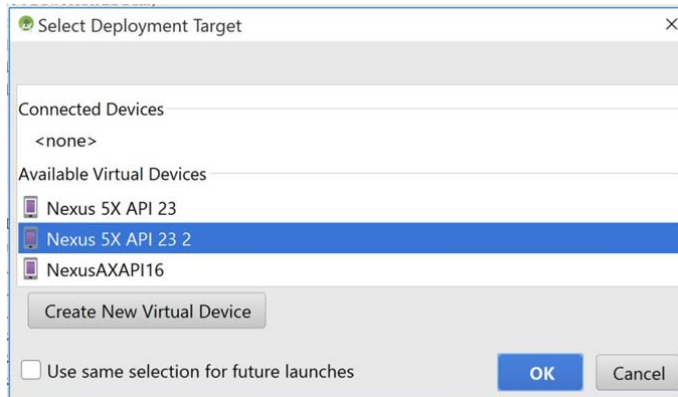 Select Deployment Target
Connected Devices
<none>
Available Virtual Devices
Nexus 5X API 23
Nexus 5X API 23 2
NexusAXAPI16
Create New Virtual Device
Use same selection for future launches
OK Cancel